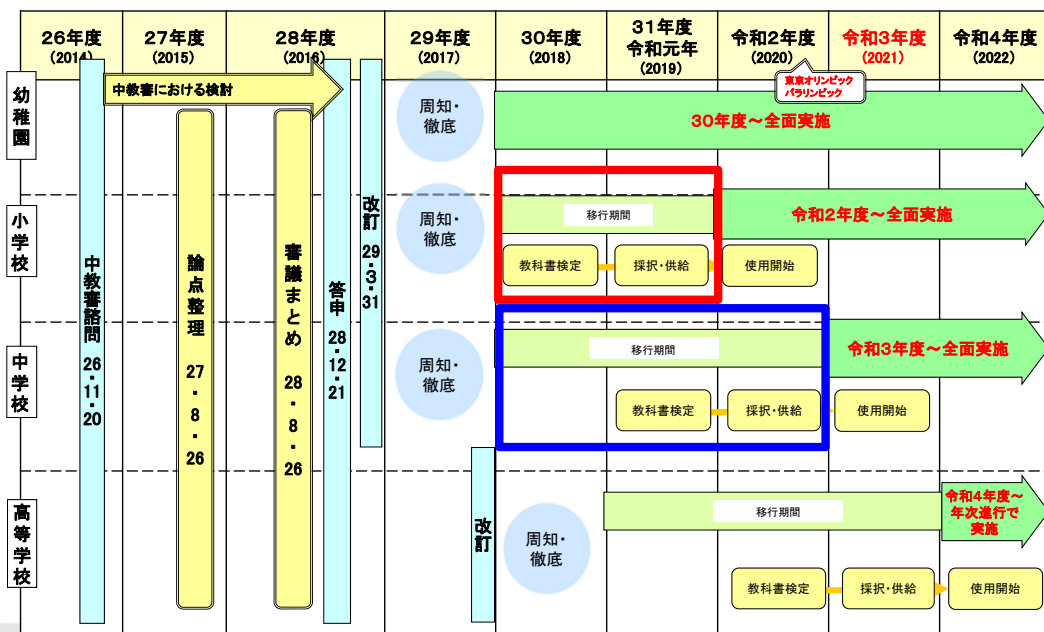 26年度
(2014)
27年度
(2015)
28年度
(2016)
29年度
(2017)
30年度
(2018)
31年度
令和元年
(2019)
令和2年度
(2020)
令和3年度
(2021)
令和4年度
(2022)
東京オリンピック
パラリンピック
幼稚園
中教審における検討
周知・
徹底
30年度~全面実施
小学校
周知・
徹底
移行期間
令和2年度~全面実施
教科書検定
採択・供給
使用開始
中教審諮問 26・11・20
論点整理 27・8・26
審議まとめ 28・8・26
答申 28・12・21
改訂 29・3・31
中学校
周知・
徹底
移行期間
令和3年度~全面実施
教科書検定
採択・供給
使用開始
高等学校
改訂
周知・
徹底
移行期間
令和4年度~
年次進行で
実施
教科書検定
採択・供給
使用開始